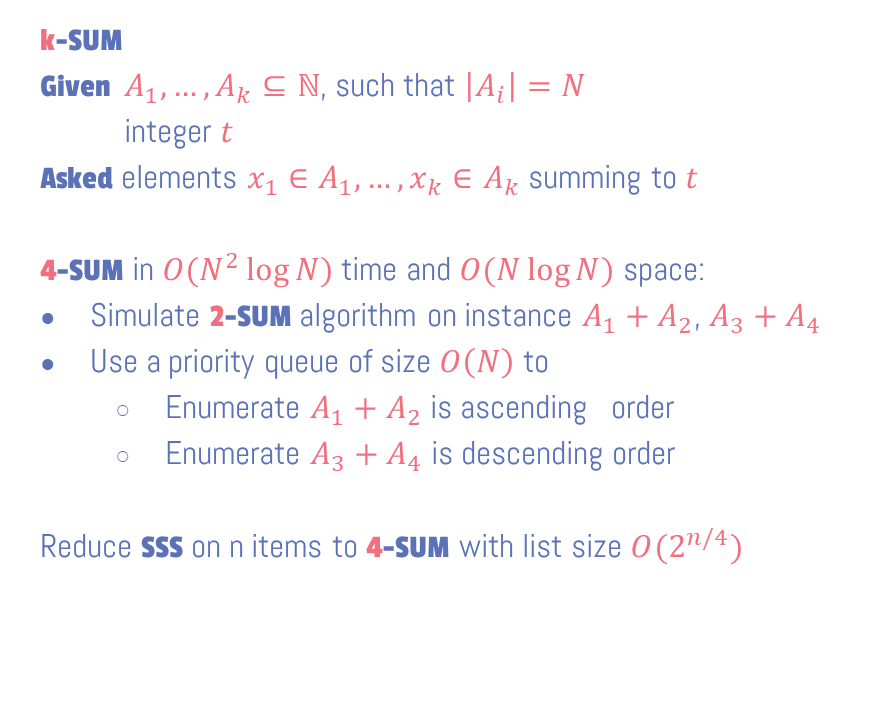 k-SUM
Given A₁, … , Aₖ ⊆ ℕ, such that |Aᵢ| = N
integer t
Asked elements x₁ ∈ A₁, … , xₖ ∈ Aₖ summing to t
4-SUM in O(N² log N) time and O(N log N) space:
• Simulate 2-SUM algorithm on instance A₁ + A₂, A₃ + A₄
• Use a priority queue of size O(N) to
○ Enumerate A₁ + A₂ is ascending order
○ Enumerate A₃ + A₄ is descending order
Reduce SSS on n items to 4-SUM with list size O(2^{n/4})